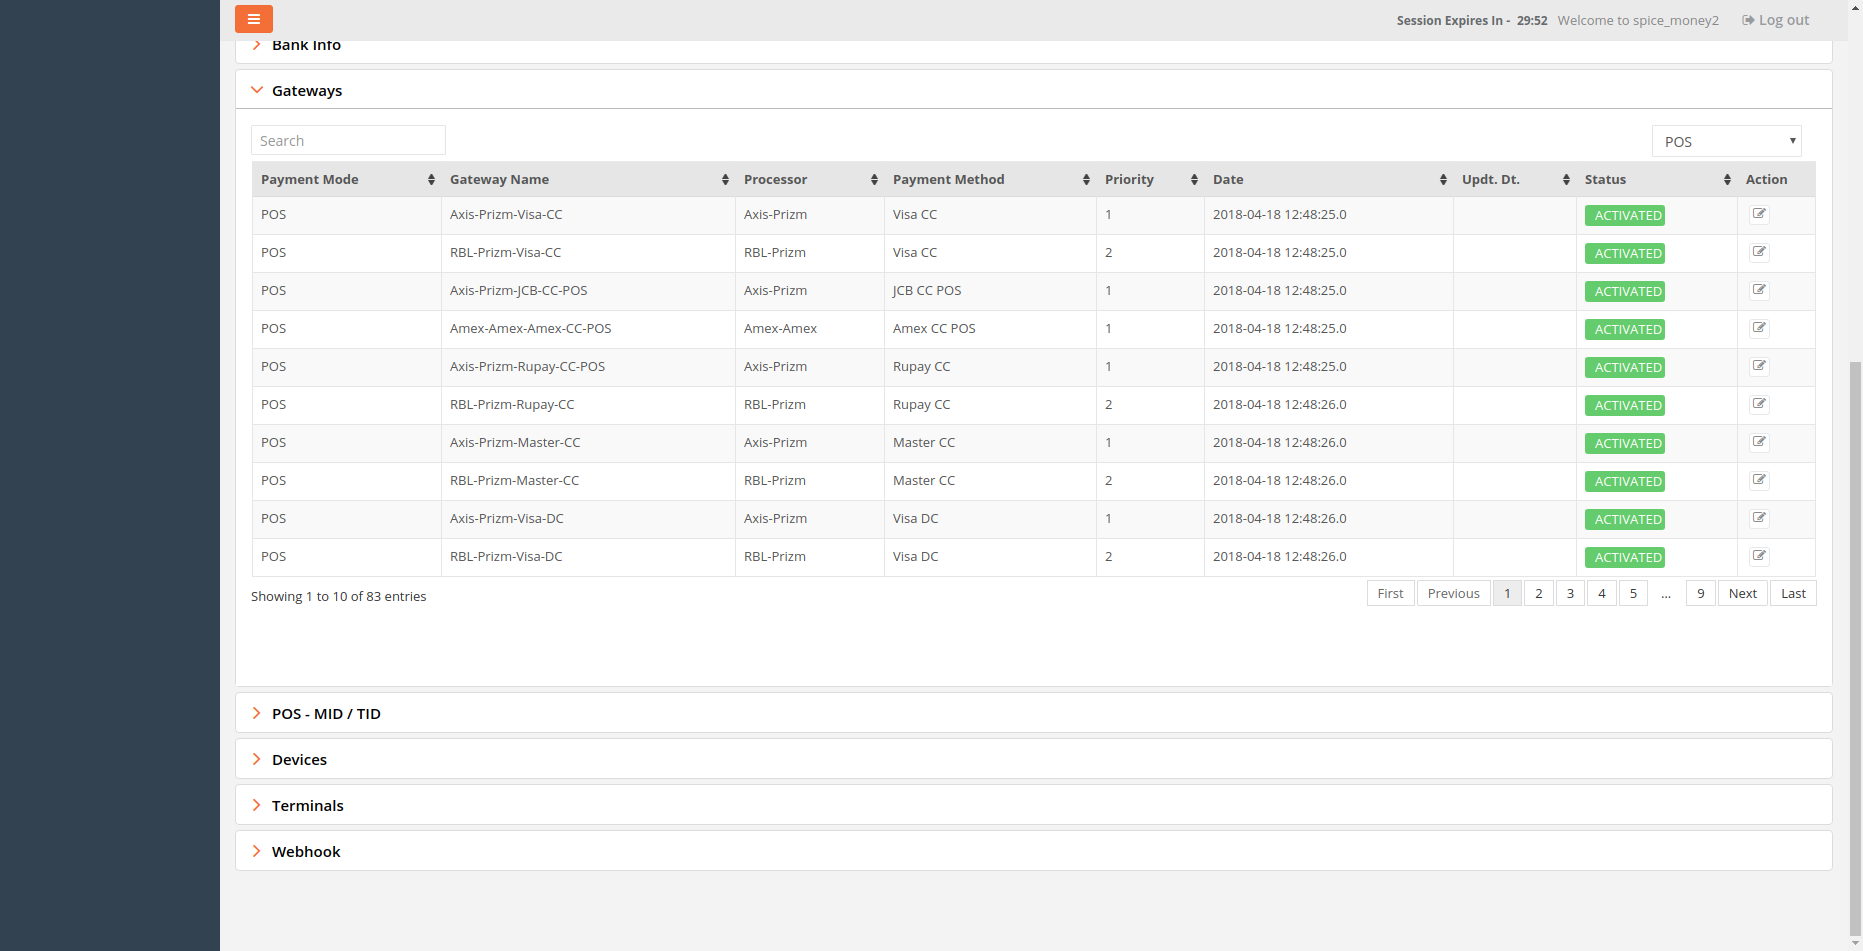 Session Expires In - 29:52 Welcome to spice_money2 Log out
Bank Info
Gateways
Search POS
Payment Mode Gateway Name Processor Payment Method Priority Date Updt. Dt. Status Action
POS Axis-Prizm-Visa-CC Axis-Prizm Visa CC 1 2018-04-18 12:48:25.0 ACTIVATED
POS RBL-Prizm-Visa-CC RBL-Prizm Visa CC 2 2018-04-18 12:48:25.0 ACTIVATED
POS Axis-Prizm-JCB-CC-POS Axis-Prizm JCB CC POS 1 2018-04-18 12:48:25.0 ACTIVATED
POS Amex-Amex-Amex-CC-POS Amex-Amex Amex CC POS 1 2018-04-18 12:48:25.0 ACTIVATED
POS Axis-Prizm-Rupay-CC-POS Axis-Prizm Rupay CC 1 2018-04-18 12:48:25.0 ACTIVATED
POS RBL-Prizm-Rupay-CC RBL-Prizm Rupay CC 2 2018-04-18 12:48:26.0 ACTIVATED
POS Axis-Prizm-Master-CC Axis-Prizm Master CC 1 2018-04-18 12:48:26.0 ACTIVATED
POS RBL-Prizm-Master-CC RBL-Prizm Master CC 2 2018-04-18 12:48:26.0 ACTIVATED
POS Axis-Prizm-Visa-DC Axis-Prizm Visa DC 1 2018-04-18 12:48:26.0 ACTIVATED
POS RBL-Prizm-Visa-DC RBL-Prizm Visa DC 2 2018-04-18 12:48:26.0 ACTIVATED
Showing 1 to 10 of 83 entries First Previous 1 2 3 4 5 ... 9 Next Last
POS - MID / TID
Devices
Terminals
Webhook